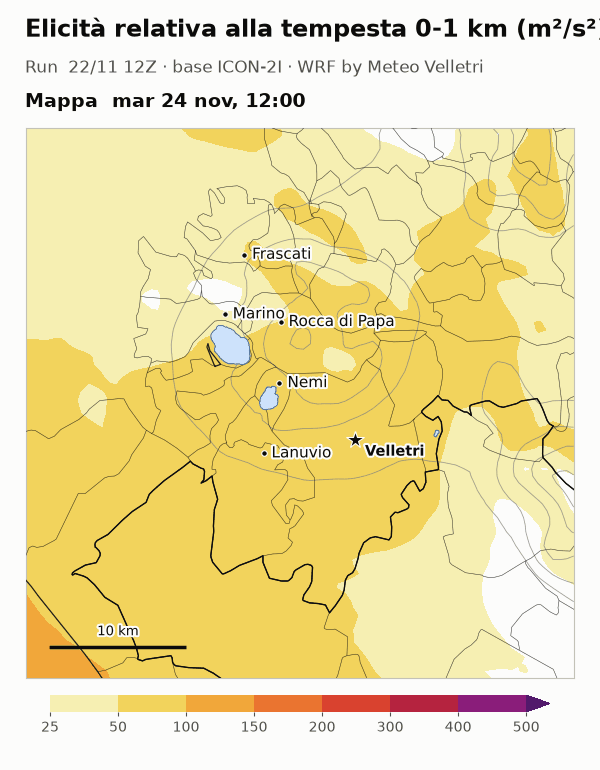 Elicità relativa alla tempesta 0-1 km (m²/s²)
Run  22/11 12Z · base ICON-2I · WRF by Meteo Velletri
Mappa  mar 24 nov, 12:00
Frascati
Marino
Rocca di Papa
Nemi
Velletri
Lanuvio
10 km
25 50 100 150 200 300 400 500